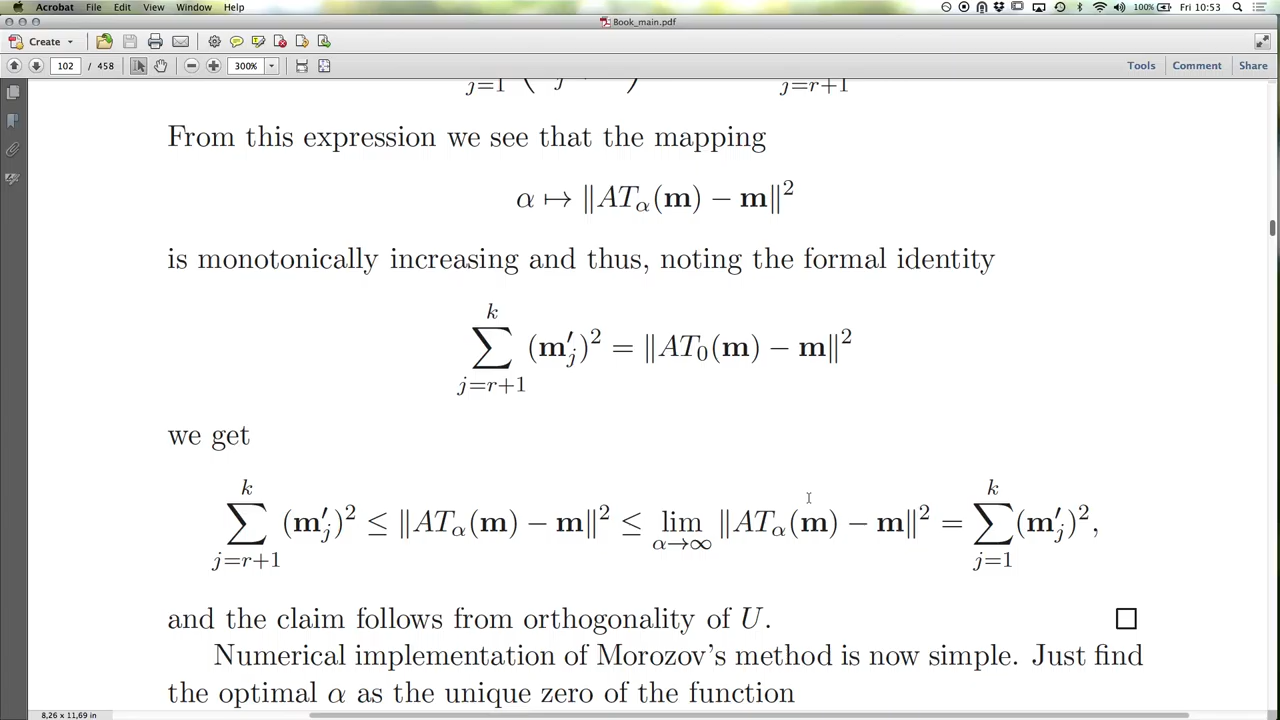 Acrobat File Edit View Window Help 100% Fri 10:53
Book_main.pdf
Create
102 / 458 300% Tools Comment Share
j=1 ( j ) j=r+1
From this expression we see that the mapping
α ↦ ‖AT_α(𝐦) − 𝐦‖²
is monotonically increasing and thus, noting the formal identity
∑_{j=r+1}^{k} (𝐦′_j)² = ‖AT_0(𝐦) − 𝐦‖²
we get
∑_{j=r+1}^{k} (𝐦′_j)² ≤ ‖AT_α(𝐦) − 𝐦‖² ≤ lim_{α→∞} ‖AT_α(𝐦) − 𝐦‖² = ∑_{j=1}^{k} (𝐦′_j)²,
and the claim follows from orthogonality of U. □
Numerical implementation of Morozov's method is now simple. Just find
the optimal α as the unique zero of the function
8,26 x 11,69 in